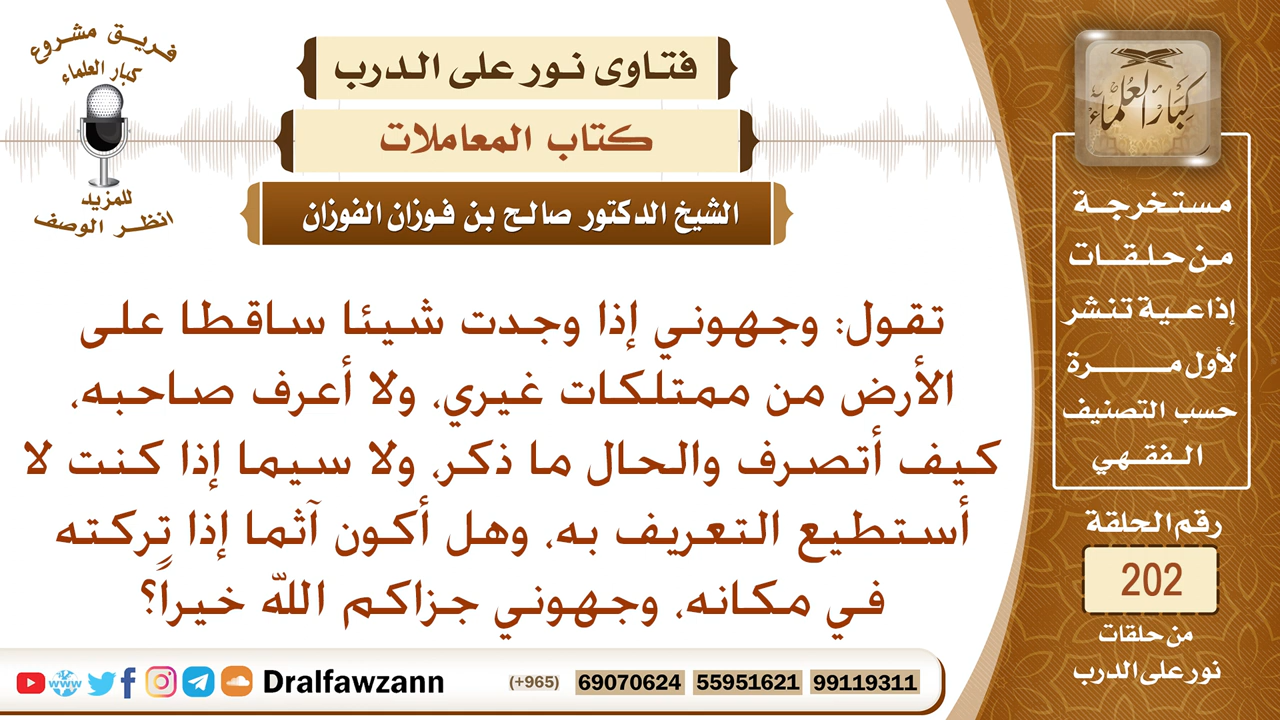 فريق مشروع
كبار العلماء
للمزيد
انظر الوصف
فتاوى نور على الدرب
كتاب المعاملات
الشيخ الدكتور صالح بن فوزان الفوزان
تقول: وجهوني إذا وجدت شيئا ساقطا على
الأرض من ممتلكات غيري، ولا أعرف صاحبه،
كيف أتصرف والحال ما ذكر، ولا سيما إذا كنت لا
أستطيع التعريف به، وهل أكون آثما إذا تركته
في مكانه، وجهوني جزاكم الله خيراً؟
كبار العلماء
مستخرجة
من حلقات
إذاعية تنشر
لأول مرة
حسب التصنيف
الفقهي
رقم الحلقة
202
من حلقات
نور على الدرب
Dralfawzann (+965) 69070624 55951621 99119311